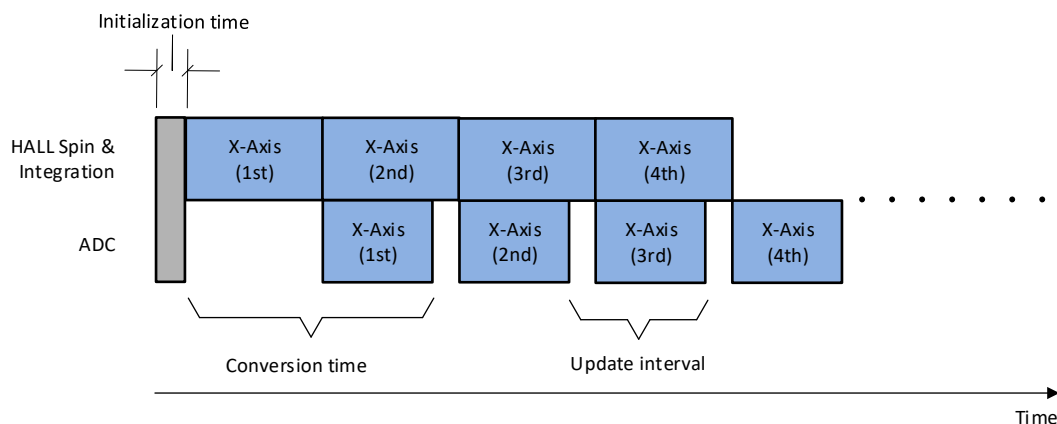 Initialization time
HALL Spin &
Integration
X-Axis
(1st)
X-Axis
(2nd)
X-Axis
(3rd)
X-Axis
(4th)
ADC
X-Axis
(1st)
X-Axis
(2nd)
X-Axis
(3rd)
X-Axis
(4th)
Conversion time
Update interval
Time